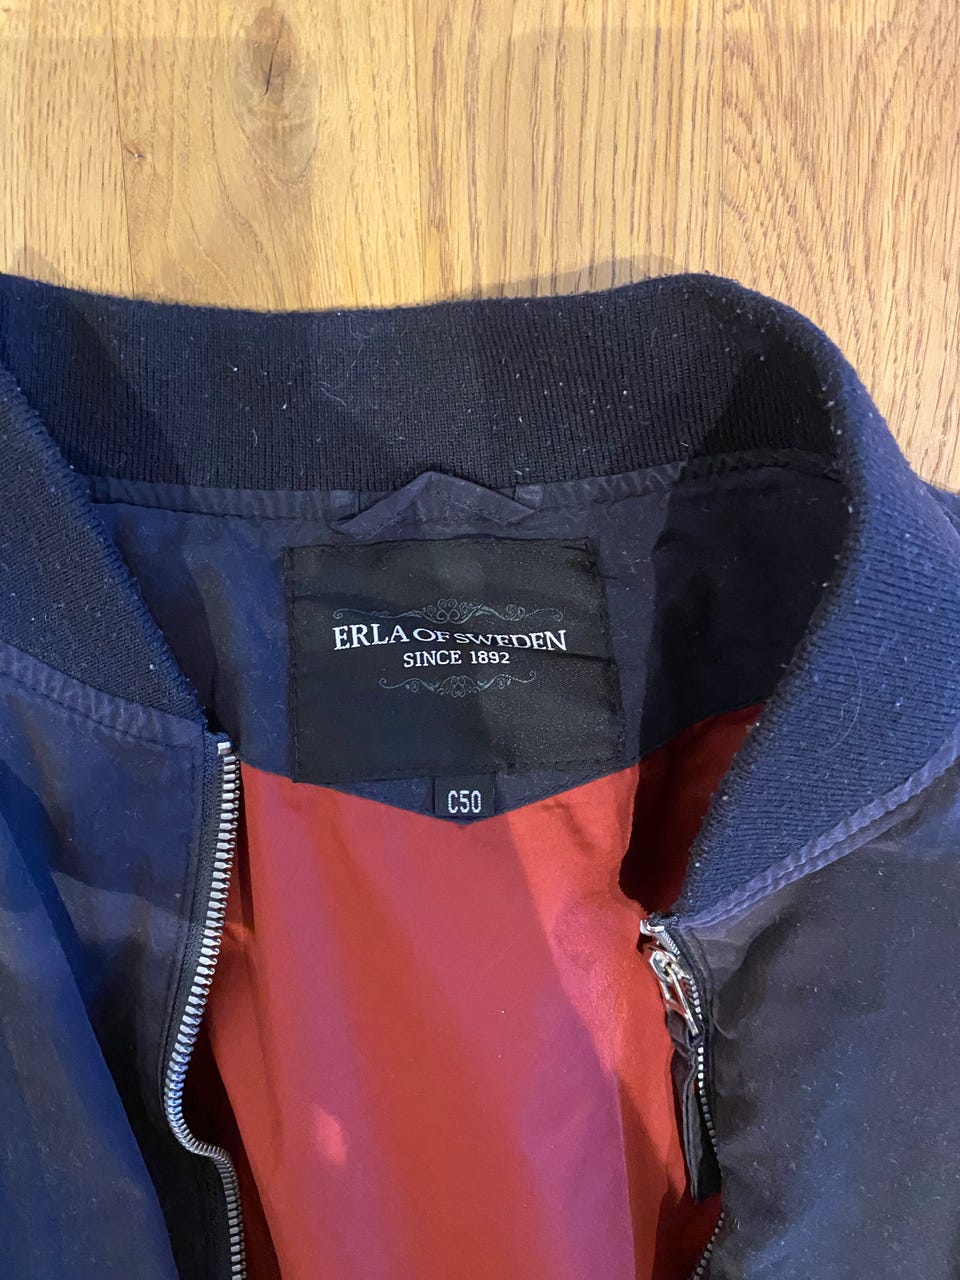 ERLA OF SWEDEN
SINCE 1892
C50